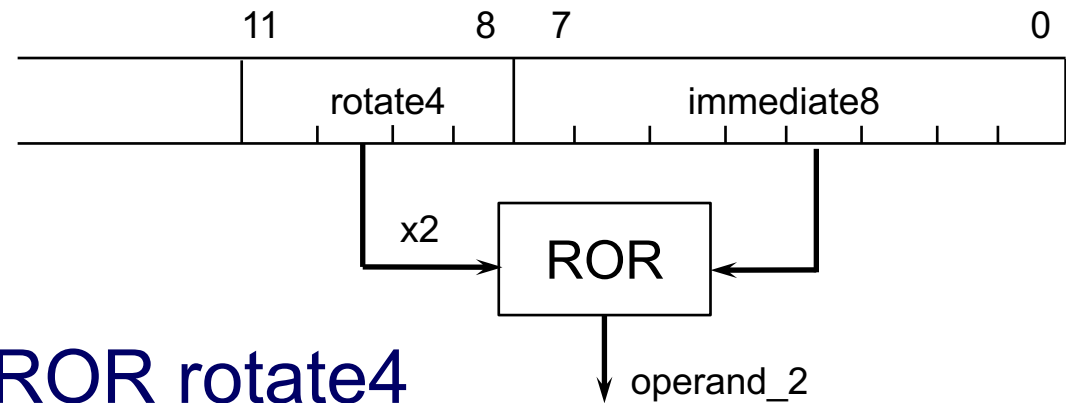 11 8 7 0
rotate4 immediate8
x2
ROR
ROR rotate4
operand_2